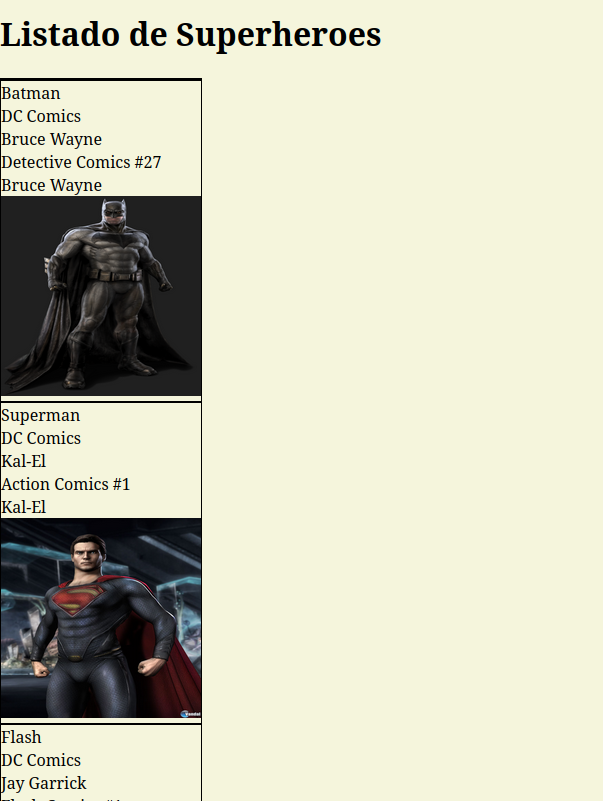 Listado de Superheroes
Batman
DC Comics
Bruce Wayne
Detective Comics #27
Bruce Wayne
Superman
DC Comics
Kal-El
Action Comics #1
Kal-El
Flash
DC Comics
Jay Garrick